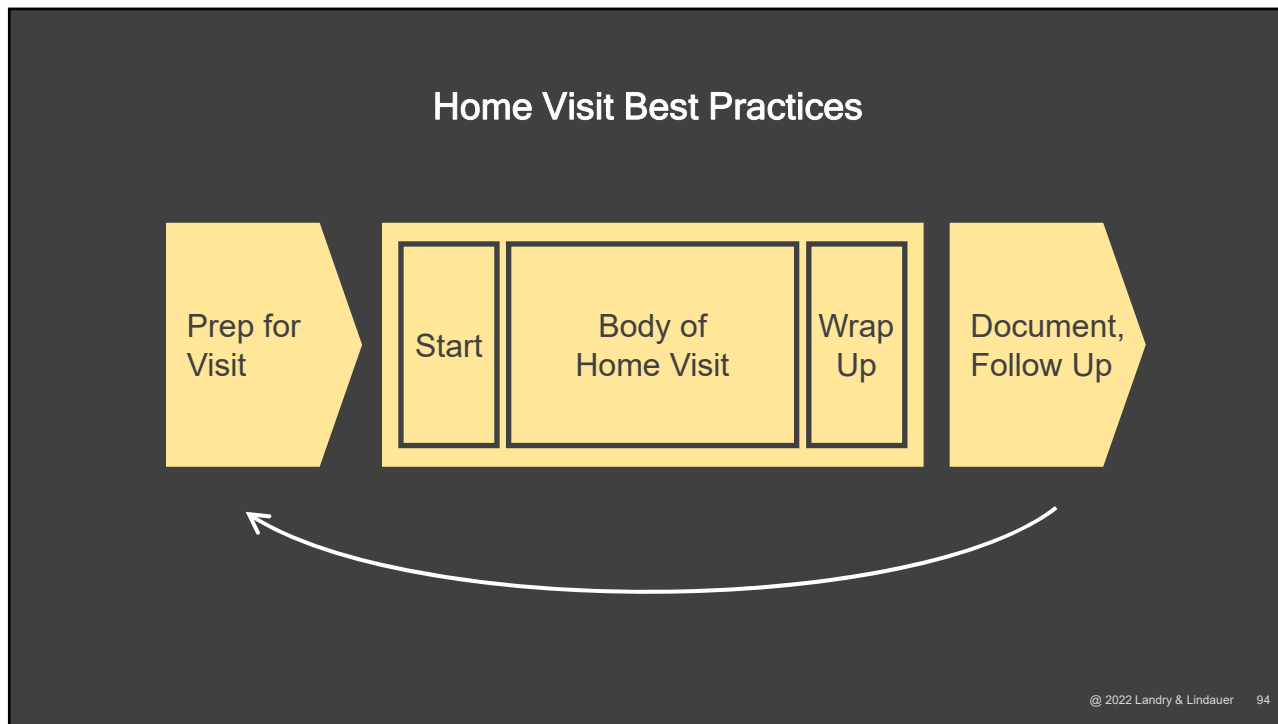 Home Visit Best Practices
Prep for
Visit
Start
Body of
Home Visit
Wrap
Up
Document,
Follow Up
@ 2022 Landry & Lindauer 94